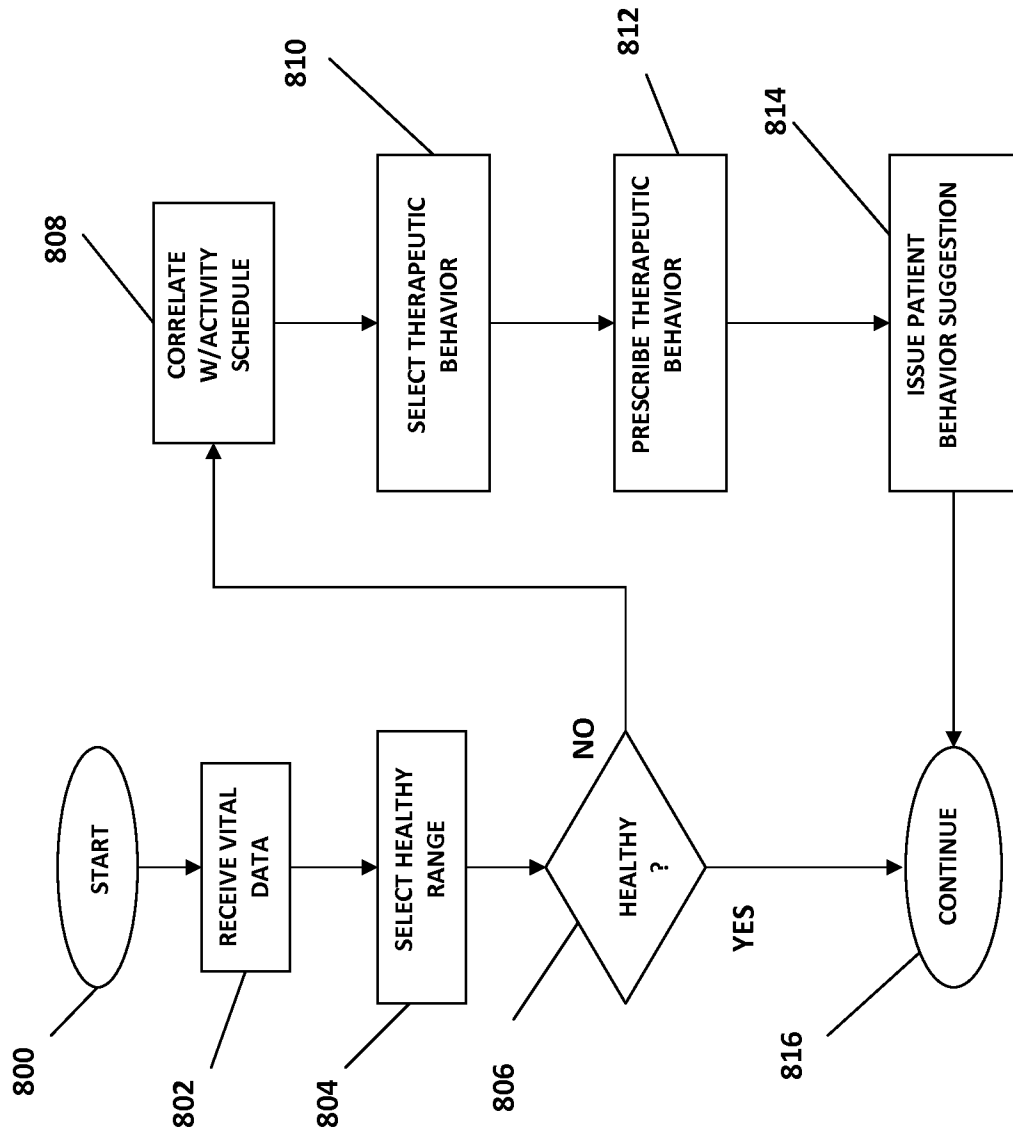 800
START
802
RECEIVE VITAL
DATA
804
SELECT HEALTHY
RANGE
806
HEALTHY
?
NO
YES
808
CORRELATE
W/ACTIVITY
SCHEDULE
810
SELECT THERAPEUTIC
BEHAVIOR
812
PRESCRIBE THERAPEUTIC
BEHAVIOR
814
ISSUE PATIENT
BEHAVIOR SUGGESTION
816
CONTINUE